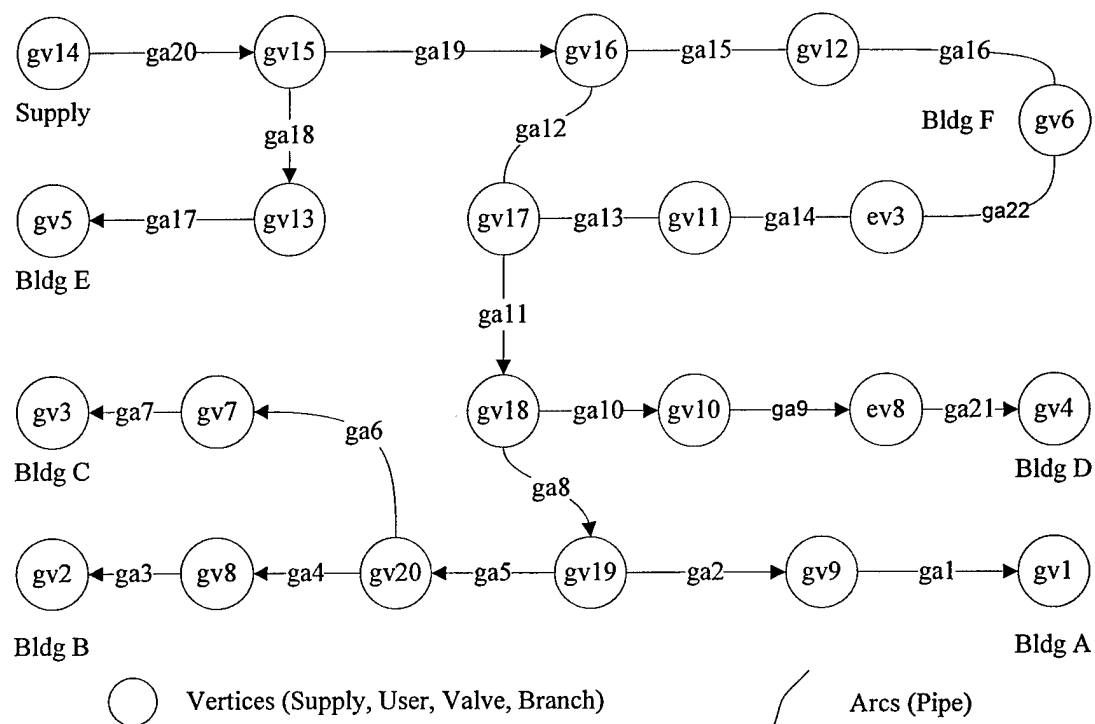 gv14 ga20 gv15 ga19 gv16 ga15 gv12 ga16
Supply
ga18
ga12
Bldg F gv6
gv5 ga17 gv13 gv17 ga13 gv11 ga14 ev3 ga22
Bldg E
ga11
gv3 ga7 gv7 ga6 gv18 ga10 gv10 ga9 ev8 ga21 gv4
Bldg C
Bldg D
ga8
gv2 ga3 gv8 ga4 gv20 ga5 gv19 ga2 gv9 ga1 gv1
Bldg B
Bldg A
Vertices (Supply, User, Valve, Branch)
Arcs (Pipe)